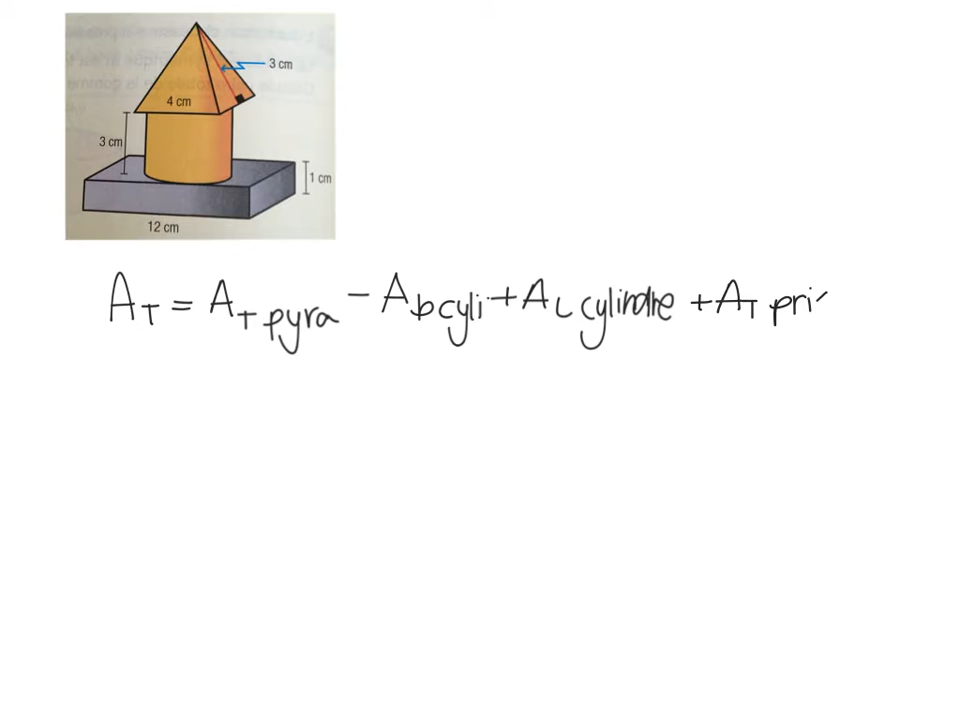 3 cm
4 cm
3 cm
1 cm
12 cm
A_T = A_T pyra - A_b cyli + A_L cylindre + A_T pri